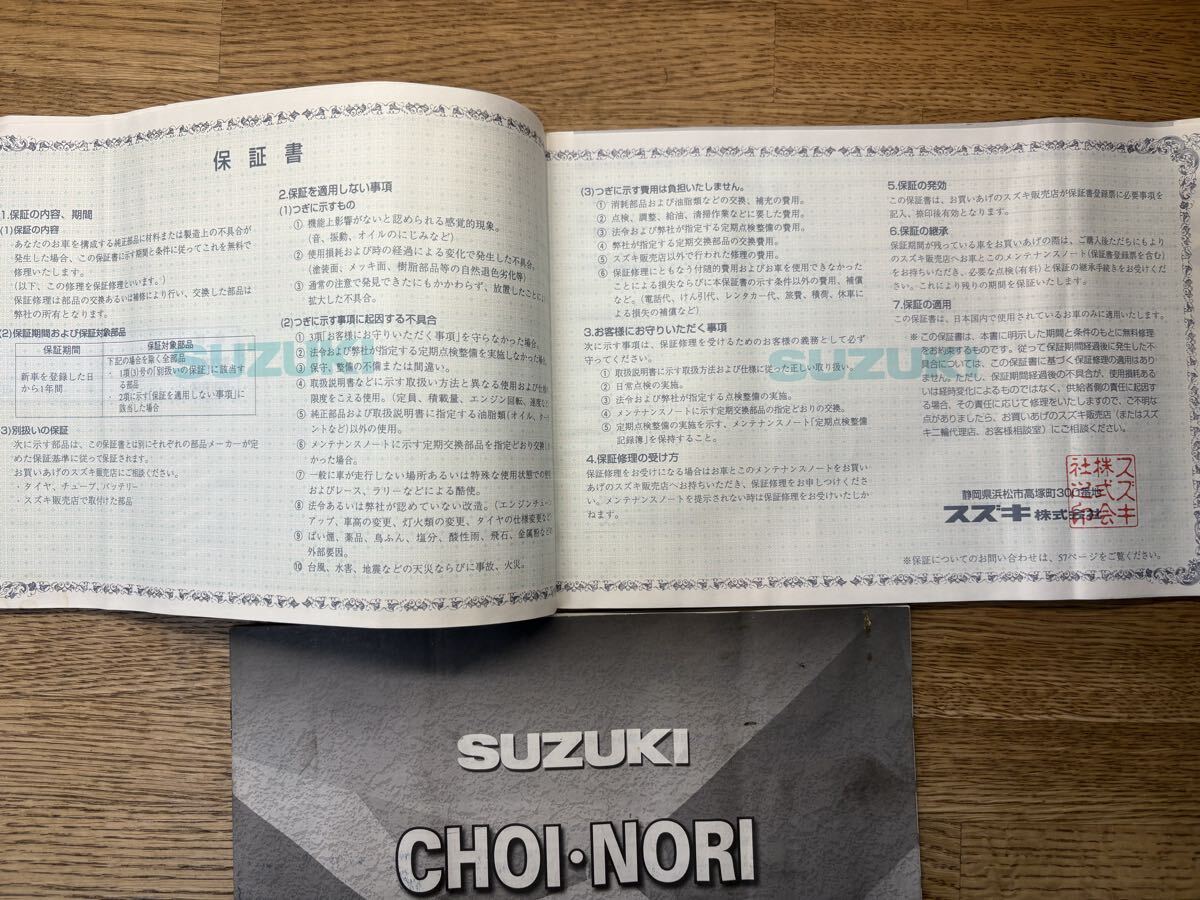 保証書
1.保証の内容、期間
(1)保証の内容
あなたのお車を構成する純正部品に材料または製造上の不具合が
発生した場合、この保証書に示す期間と条件に従ってこれを無料で
修理いたします。
(以下、この修理を保証修理といいます。)
保証修理は部品の交換あるいは補修により行い、交換した部品は
弊社の所有となります。
(2)保証期間および保証対象部品
保証期間 保証対象部品
新車を登録した日
から1年間
下記の場合を除く全部品
・1項(3)号の「別扱いの保証」に該当す
る部品
・2項に示す「保証を適用しない事項」に
該当した場合
3)別扱いの保証
次に示す部品は、この保証書とは別にそれぞれの部品メーカーが定
めた保証基準に従って保証されます。
お買いあげのスズキ販売店にご相談ください。
・タイヤ、チューブ、バッテリー
・スズキ販売店で取付けた部品
2.保証を適用しない事項
(1)つぎに示すもの
① 機能上影響がないと認められる感覚的現象。
(音、振動、オイルのにじみなど)
② 使用損耗および時の経過による変化で発生した不具合。
(塗装面、メッキ面、樹脂部品等の自然退色劣化等)
③ 通常の注意で発見できたにもかかわらず、放置したことによ
拡大した不具合。
(2)つぎに示す事項に起因する不具合
① 3項「お客様にお守りいただく事項」を守らなかった場合。
② 法令および弊社が指定する定期点検整備を実施しなかった場
③ 保守、整備の不備または間違い。
④ 取扱説明書などに示す取扱い方法と異なる使用および仕様
限度をこえる使用。(定員、積載量、エンジン回転、速度など
⑤ 純正部品および取扱説明書に指定する油脂類(オイル、クーラ
ントなど)以外の使用。
⑥ メンテナンスノートに示す定期交換部品を指定どおり交換しな
かった場合。
⑦ 一般に車が走行しない場所あるいは特殊な使用状態での使
およびレース、ラリーなどによる酷使。
⑧ 法令あるいは弊社が認めていない改造。(エンジンチュー
アップ、車高の変更、灯火類の変更、タイヤの仕様変更など
⑨ ばい煙、薬品、鳥ふん、塩分、酸性雨、飛石、金属粉などの
外部要因。
⑩ 台風、水害、地震などの天災ならびに事故、火災。
SUZUKI
(3)つぎに示す費用は負担いたしません。
① 消耗部品および油脂類などの交換、補充の費用。
② 点検、調整、給油、清掃作業などに要した費用。
③ 法令および弊社が指定する定期点検整備の費用。
④ 弊社が指定する定期交換部品の交換費用。
⑤ スズキ販売店以外で行われた修理の費用。
⑥ 保証修理にともなう付随的費用およびお車を使用できなかった
ことによる損失ならびに本保証書の示す条件以外の費用、補償
など。(電話代、けん引代、レンタカー代、旅費、積荷、休車に
よる損失の補償など)
3.お客様にお守りいただく事項
次に示す事項は、保証修理を受けるためのお客様の義務として必ず
守ってください。
① 取扱説明書に示す取扱方法および仕様に従った正しい取り扱い。
② 日常点検の実施。
③ 法令および弊社が指定する定期点検整備の実施。
④ メンテナンスノートに示す定期交換部品の指定どおりの交換。
⑤ 定期点検整備の実施を示す、メンテナンスノート「定期点検整備
記録簿」を保持すること。
4.保証修理の受け方
保証修理をお受けになる場合はお車とこのメンテナンスノートをお買い
あげのスズキ販売店へお持ちいただき、保証修理をお申しつけくださ
い。メンテナンスノートを提示されない時は保証修理をお受けいたしか
ねます。
SUZUKI
5.保証の発効
この保証書は、お買いあげのスズキ販売店が保証書登録票に必要事項を
記入、捺印後有効となります。
6.保証の継承
保証期間が残っている車をお買いあげの際は、ご購入後ただちにもより
のスズキ販売店へお車とこのメンテナンスノート(保証書登録票を含む)
をお持ちいただき、必要な点検(有料)と保証の継承手続きをお受けくださ
い。これにより残りの期間を保証いたします。
7.保証の適用
この保証書は、日本国内で使用されているお車のみに適用いたします。
※この保証書は、本書に明示した期間と条件のもとに無料修理
をお約束するものです。従って保証期間経過後に発生した不
具合につきましては、この保証書に基づく保証修理の適用はあり
ません。ただし、保証期間経過後の不具合が、使用損耗ある
いは経時変化によるものではなく、供給者側の責任に起因す
る場合、その責任に応じて修理をいたしますので、ご不明な
点がありましたら、お買いあげのスズキ販売店(またはスズ
キ二輪代理店、お客様相談室)にご相談ください。
静岡県浜松市高塚町300番地
スズキ株式会社
スズキ
株式会
社之印
※保証についてのお問い合わせは、57ページをご覧ください。
SUZUKI
CHOI・NORI